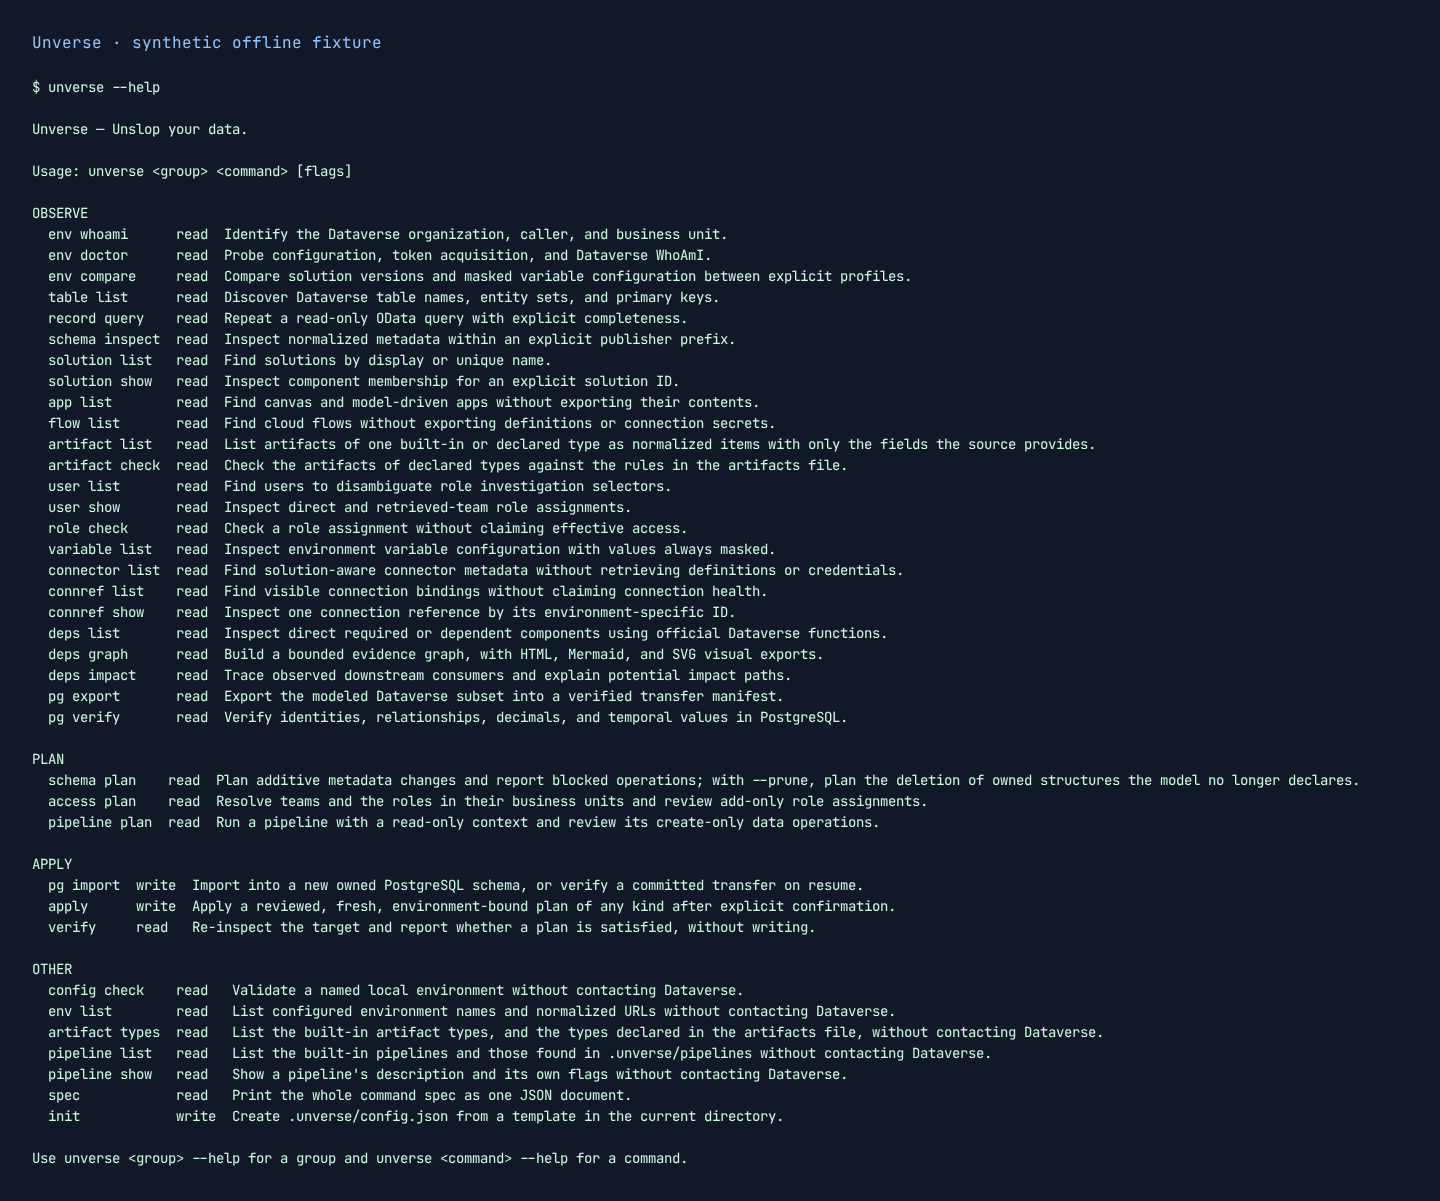 Unverse · synthetic offline fixture
$ unverse --help
Unverse — Unslop your data.
Usage: unverse <group> <command> [flags]
OBSERVE
env whoami read Identify the Dataverse organization, caller, and business unit.
env doctor read Probe configuration, token acquisition, and Dataverse WhoAmI.
env compare read Compare solution versions and masked variable configuration between explicit profiles.
table list read Discover Dataverse table names, entity sets, and primary keys.
record query read Repeat a read-only OData query with explicit completeness.
schema inspect read Inspect normalized metadata within an explicit publisher prefix.
solution list read Find solutions by display or unique name.
solution show read Inspect component membership for an explicit solution ID.
app list read Find canvas and model-driven apps without exporting their contents.
flow list read Find cloud flows without exporting definitions or connection secrets.
artifact list read List artifacts of one built-in or declared type as normalized items with only the fields the source provides.
artifact check read Check the artifacts of declared types against the rules in the artifacts file.
user list read Find users to disambiguate role investigation selectors.
user show read Inspect direct and retrieved-team role assignments.
role check read Check a role assignment without claiming effective access.
variable list read Inspect environment variable configuration with values always masked.
connector list read Find solution-aware connector metadata without retrieving definitions or credentials.
connref list read Find visible connection bindings without claiming connection health.
connref show read Inspect one connection reference by its environment-specific ID.
deps list read Inspect direct required or dependent components using official Dataverse functions.
deps graph read Build a bounded evidence graph, with HTML, Mermaid, and SVG visual exports.
deps impact read Trace observed downstream consumers and explain potential impact paths.
pg export read Export the modeled Dataverse subset into a verified transfer manifest.
pg verify read Verify identities, relationships, decimals, and temporal values in PostgreSQL.
PLAN
schema plan read Plan additive metadata changes and report blocked operations; with --prune, plan the deletion of owned structures the model no longer declares.
access plan read Resolve teams and the roles in their business units and review add-only role assignments.
pipeline plan read Run a pipeline with a read-only context and review its create-only data operations.
APPLY
pg import write Import into a new owned PostgreSQL schema, or verify a committed transfer on resume.
apply write Apply a reviewed, fresh, environment-bound plan of any kind after explicit confirmation.
verify read Re-inspect the target and report whether a plan is satisfied, without writing.
OTHER
config check read Validate a named local environment without contacting Dataverse.
env list read List configured environment names and normalized URLs without contacting Dataverse.
artifact types read List the built-in artifact types, and the types declared in the artifacts file, without contacting Dataverse.
pipeline list read List the built-in pipelines and those found in .unverse/pipelines without contacting Dataverse.
pipeline show read Show a pipeline's description and its own flags without contacting Dataverse.
spec read Print the whole command spec as one JSON document.
init write Create .unverse/config.json from a template in the current directory.
Use unverse <group> --help for a group and unverse <command> --help for a command.